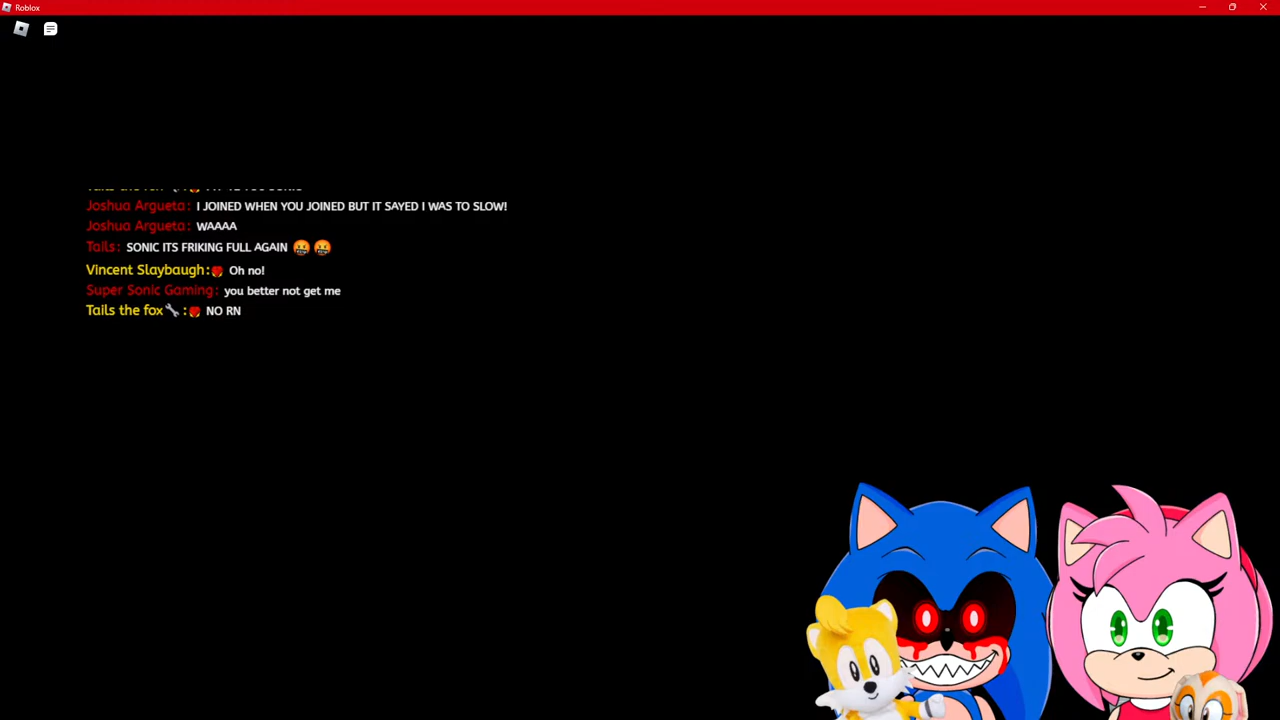 Roblox
Joshua Argueta: I JOINED WHEN YOU JOINED BUT IT SAYED I WAS TO SLOW!
Joshua Argueta: WAAAA
Tails: SONIC ITS FRIKING FULL AGAIN 🤬 🤬
Vincent Slaybaugh: Oh no!
Super Sonic Gaming: you better not get me
Tails the fox🔧 : NO RN